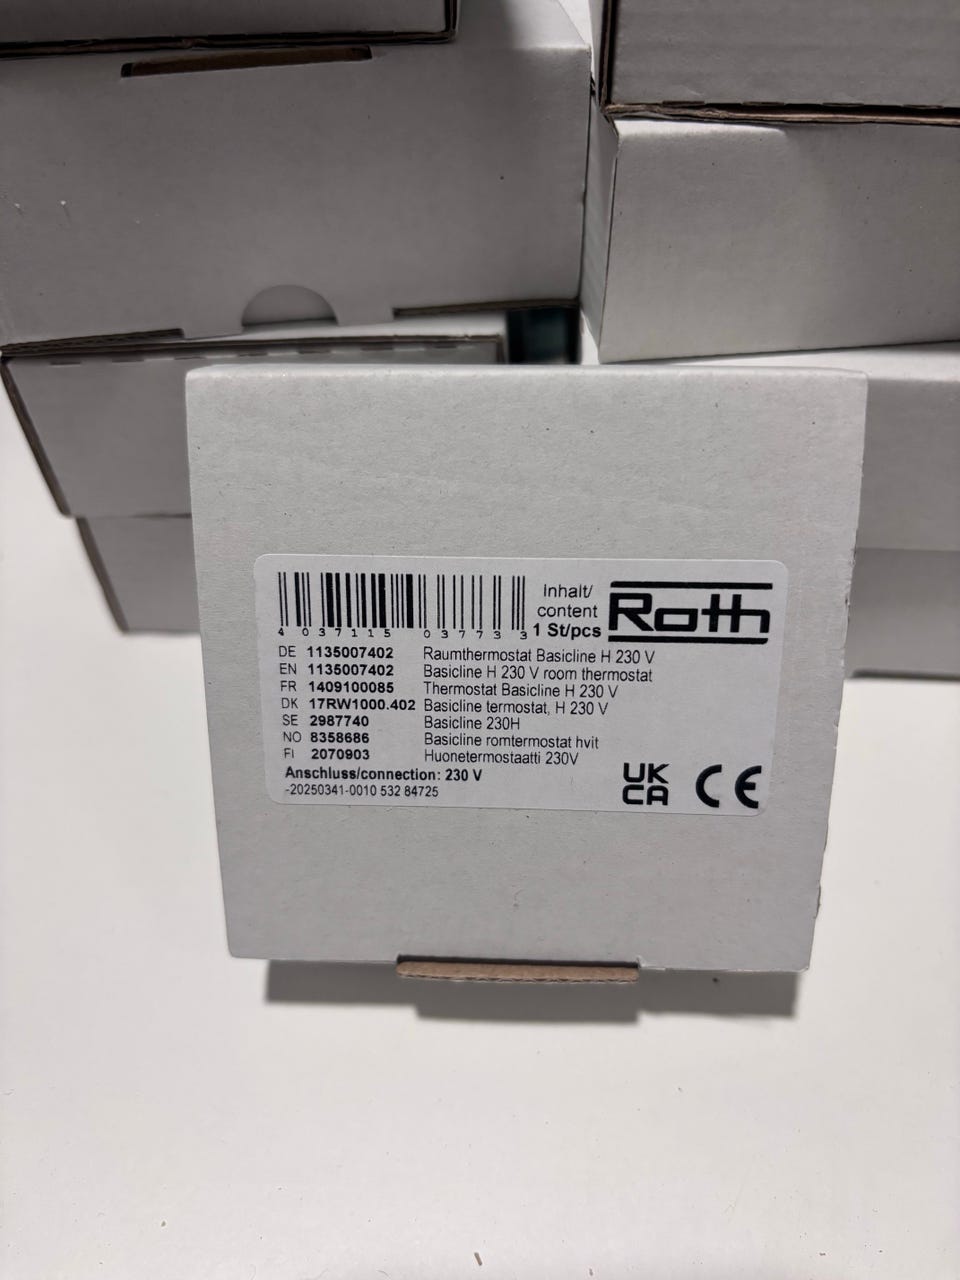 Inhalt/
content
1 St/pcs
Roth
4 037115 037733
DE 1135007402 Raumthermostat Basicline H 230 V
EN 1135007402 Basicline H 230 V room thermostat
FR 1409100085 Thermostat Basicline H 230 V
DK 17RW1000.402 Basicline termostat, H 230 V
SE 2987740 Basicline 230H
NO 8358686 Basicline romtermostat hvit
FI 2070903 Huonetermostaatti 230V
Anschluss/connection: 230 V
-20250341-0010 532 84725
UK
CA
CE